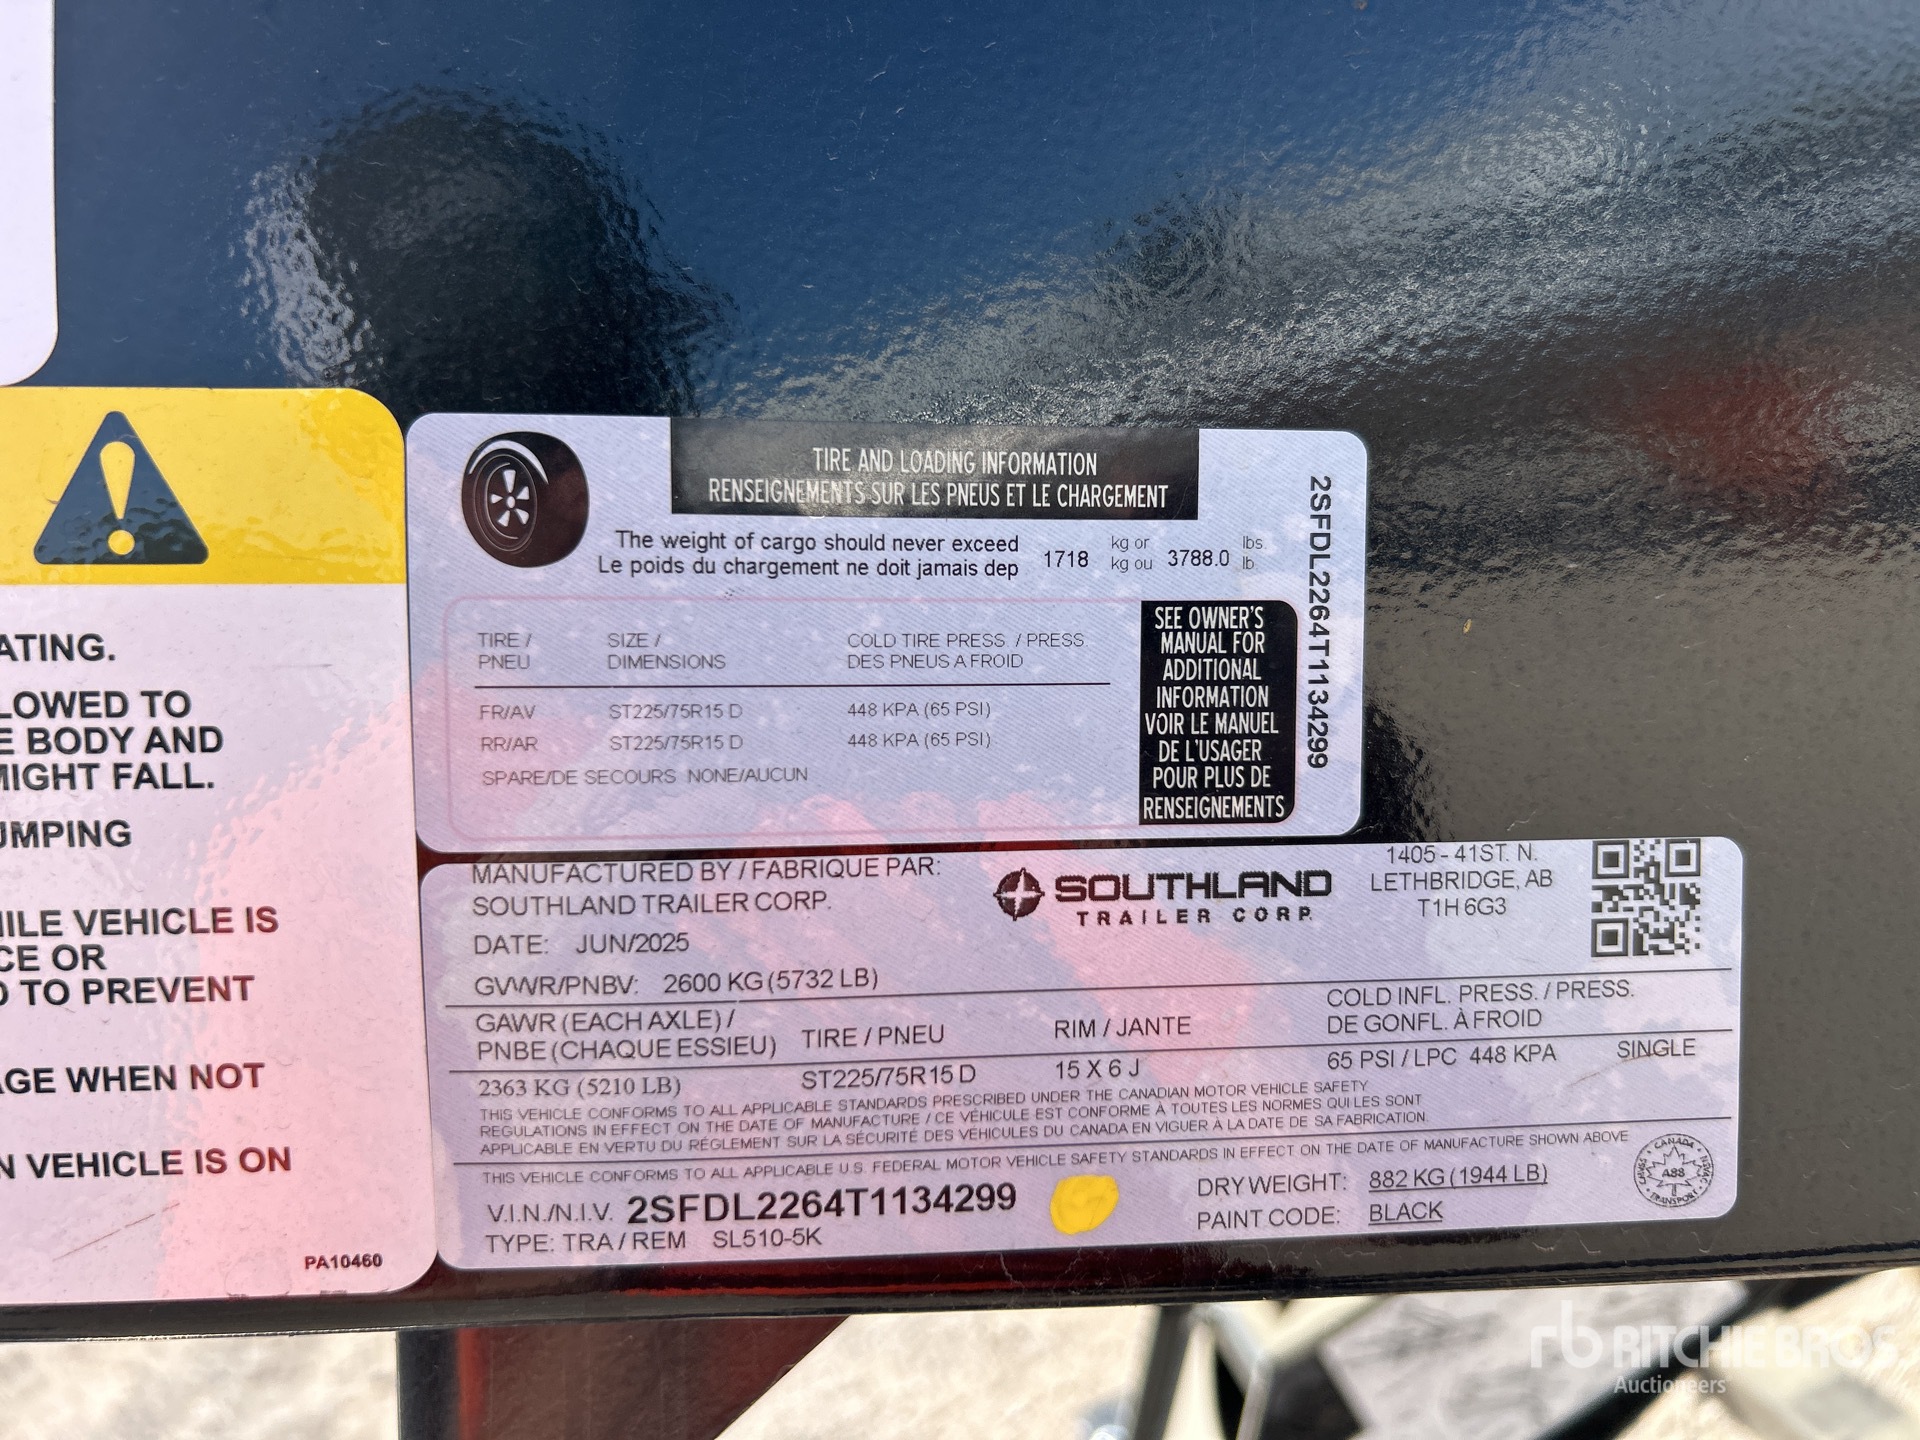 ATING.
LOWED TO
E BODY AND
MIGHT FALL.
UMPING
HILE VEHICLE IS
CE OR
D TO PREVENT
GE WHEN NOT
N VEHICLE IS ON
PA10460
TIRE AND LOADING INFORMATION
RENSEIGNEMENTS SUR LES PNEUS ET LE CHARGEMENT
The weight of cargo should never exceed
Le poids du chargement ne doit jamais dep
1718 kg or kg ou 3788.0 lbs. lb.
TIRE / PNEU
SIZE / DIMENSIONS
COLD TIRE PRESS. / PRESS. DES PNEUS A FROID
FR/AV ST225/75R15 D 448 KPA (65 PSI)
RR/AR ST225/75R15 D 448 KPA (65 PSI)
SPARE/DE SECOURS NONE/AUCUN
SEE OWNER'S
MANUAL FOR
ADDITIONAL
INFORMATION
VOIR LE MANUEL
DE L'USAGER
POUR PLUS DE
RENSEIGNEMENTS
2SFDL2264T1134299
MANUFACTURED BY / FABRIQUE PAR:
SOUTHLAND TRAILER CORP.
SOUTHLAND
TRAILER CORP.
1405 - 41ST. N.
LETHBRIDGE, AB
T1H 6G3
DATE: JUN/2025
GVWR/PNBV: 2600 KG (5732 LB)
GAWR (EACH AXLE) /
PNBE (CHAQUE ESSIEU)
TIRE / PNEU
RIM / JANTE
COLD INFL. PRESS. / PRESS.
DE GONFL. À FROID
2363 KG (5210 LB) ST225/75R15 D 15 X 6 J 65 PSI / LPC 448 KPA SINGLE
THIS VEHICLE CONFORMS TO ALL APPLICABLE STANDARDS PRESCRIBED UNDER THE CANADIAN MOTOR VEHICLE SAFETY
REGULATIONS IN EFFECT ON THE DATE OF MANUFACTURE / CE VÉHICULE EST CONFORME À TOUTES LES NORMES QUI LES SONT
APPLICABLE EN VERTU DU RÉGLEMENT SUR LA SÉCURITÉ DES VÉHICULES DU CANADA EN VIGUER À LA DATE DE SA FABRICATION.
THIS VEHICLE CONFORMS TO ALL APPLICABLE U.S. FEDERAL MOTOR VEHICLE SAFETY STANDARDS IN EFFECT ON THE DATE OF MANUFACTURE SHOWN ABOVE
V.I.N./N.I.V. 2SFDL2264T1134299
TYPE: TRA / REM SL510-5K
DRY WEIGHT: 882 KG (1944 LB)
PAINT CODE: BLACK
CANADA
A88
TRANSPORT
rb RITCHIE BROS
Auctioneers